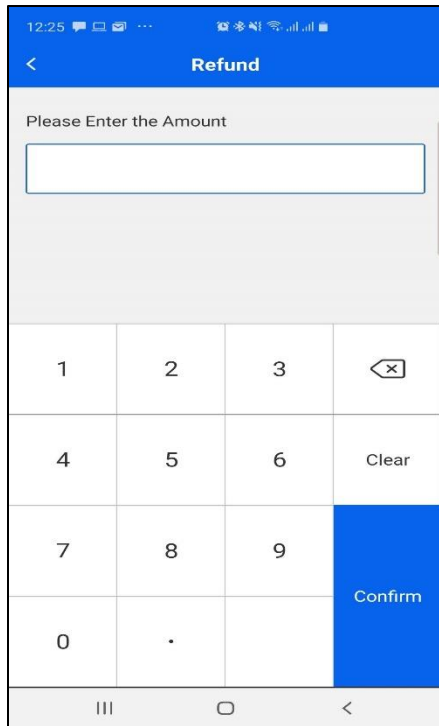 12:25
Refund
Please Enter the Amount
1 2 3
4 5 6 Clear
7 8 9
Confirm
0 .